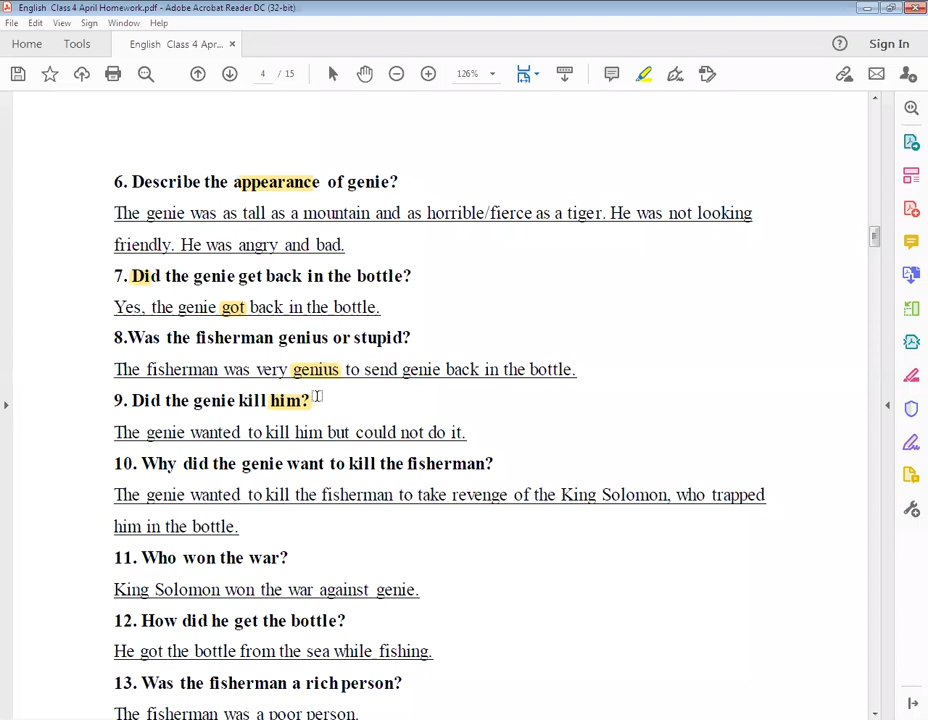 English Class 4 April Homework.pdf - Adobe Acrobat Reader DC (32-bit)
File Edit View Sign Window Help
Home Tools English Class 4 Apr... × Sign In
4 / 15 126%
6. Describe the appearance of genie?
The genie was as tall as a mountain and as horrible/fierce as a tiger. He was not looking
friendly. He was angry and bad.
7. Did the genie get back in the bottle?
Yes, the genie got back in the bottle.
8.Was the fisherman genius or stupid?
The fisherman was very genius to send genie back in the bottle.
9. Did the genie kill him?
The genie wanted to kill him but could not do it.
10. Why did the genie want to kill the fisherman?
The genie wanted to kill the fisherman to take revenge of the King Solomon, who trapped
him in the bottle.
11. Who won the war?
King Solomon won the war against genie.
12. How did he get the bottle?
He got the bottle from the sea while fishing.
13. Was the fisherman a rich person?
The fisherman was a poor person.